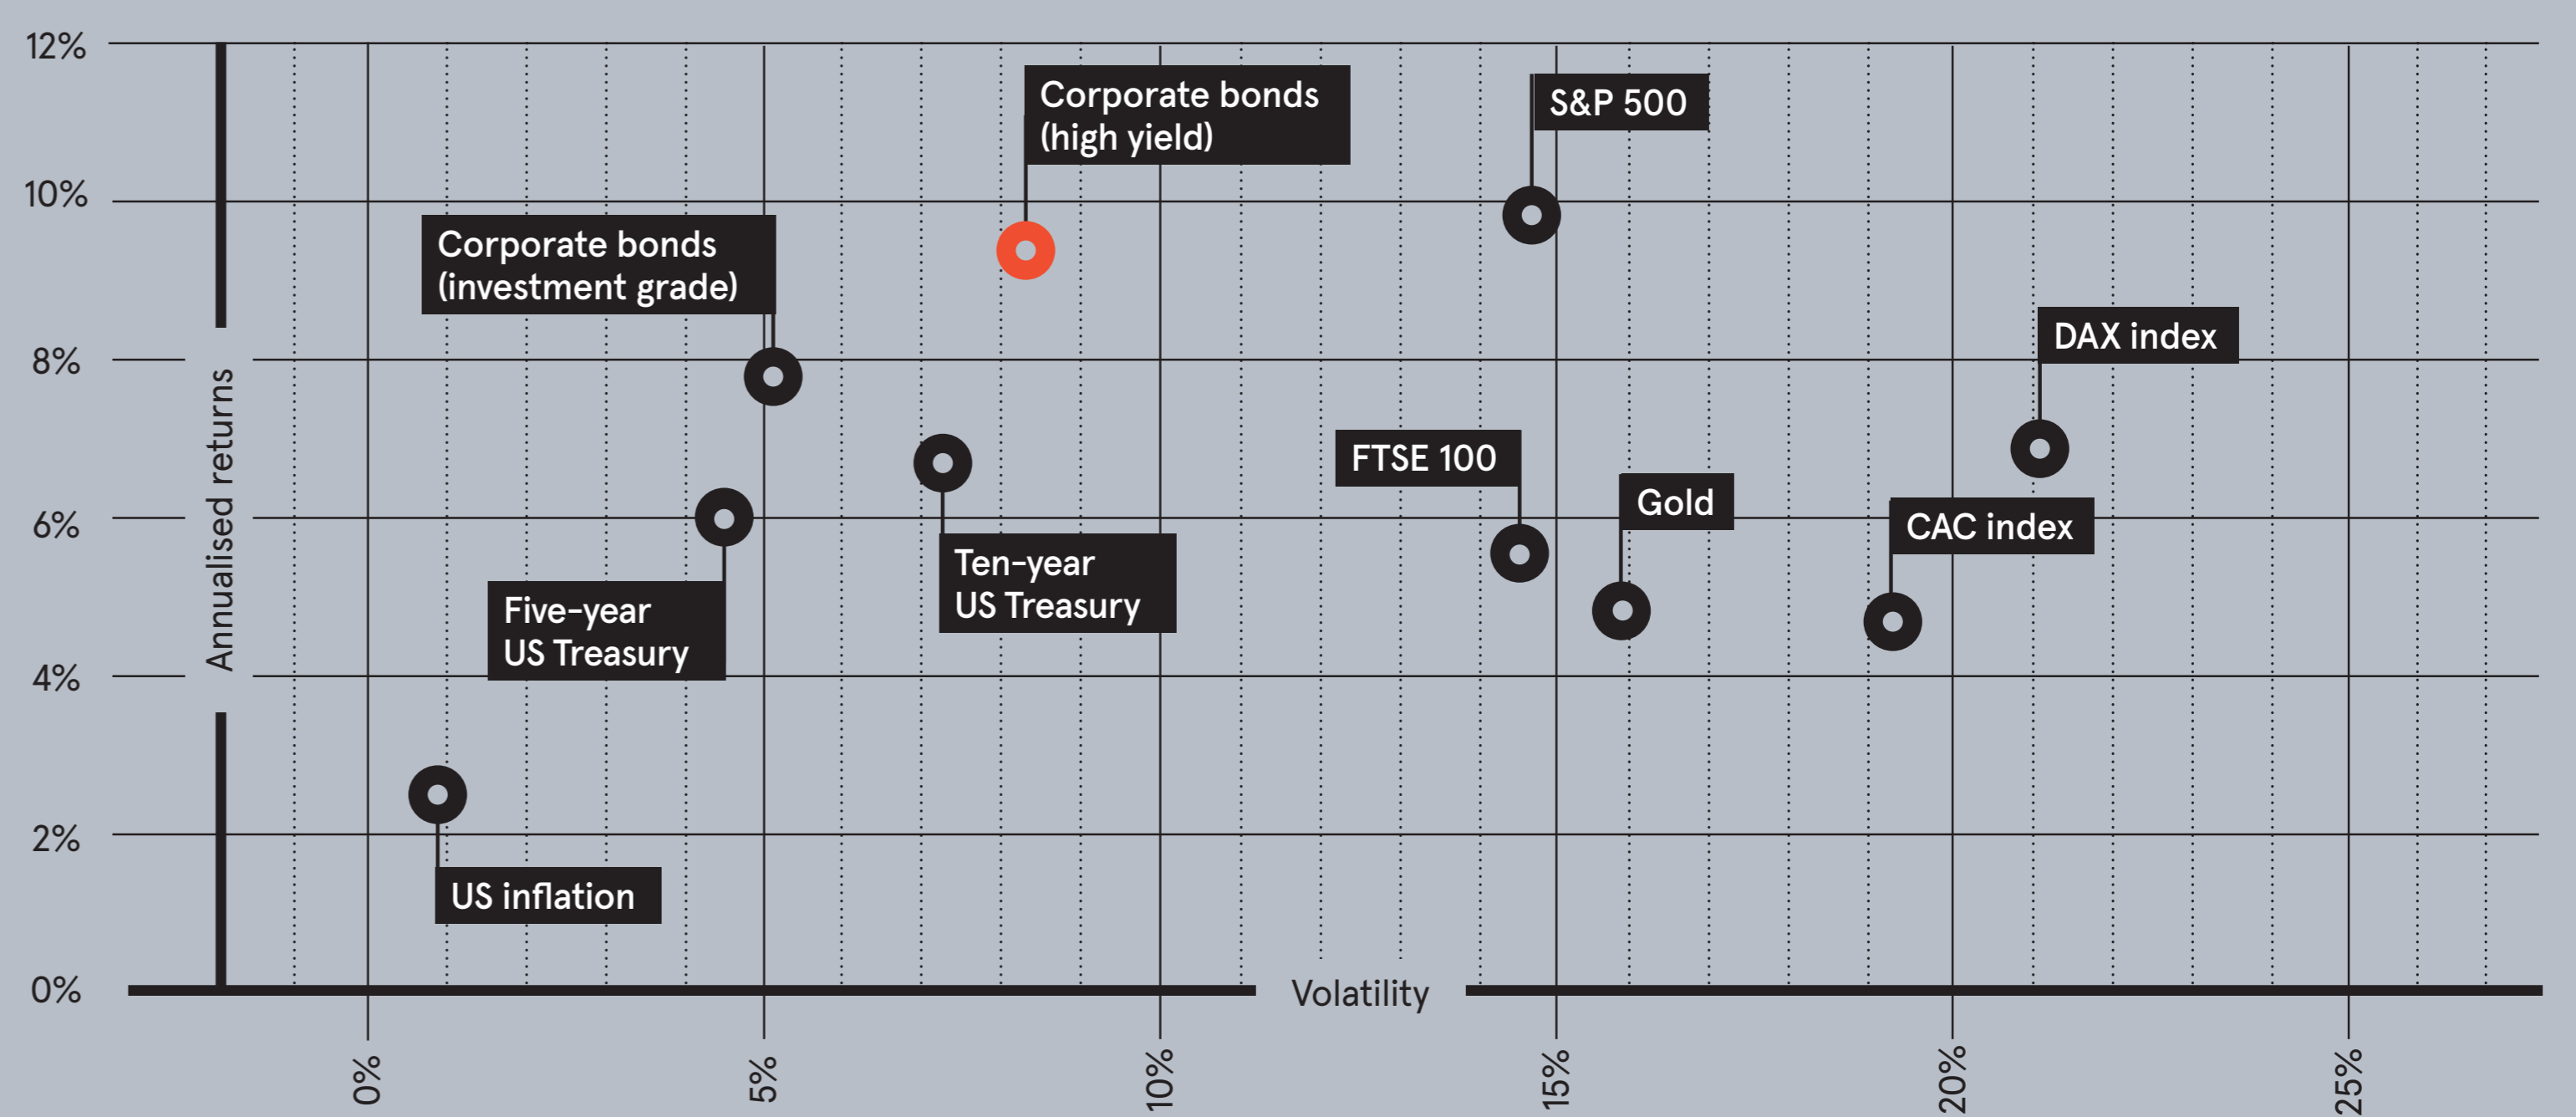 12%
10%
8%
6%
4%
2%
0%
Annualised returns
Corporate bonds
(high yield)
S&P 500
Corporate bonds
(investment grade)
DAX index
FTSE 100
Gold
CAC index
Ten-year
US Treasury
Five-year
US Treasury
US inflation
Volatility
0%
5%
10%
15%
20%
25%